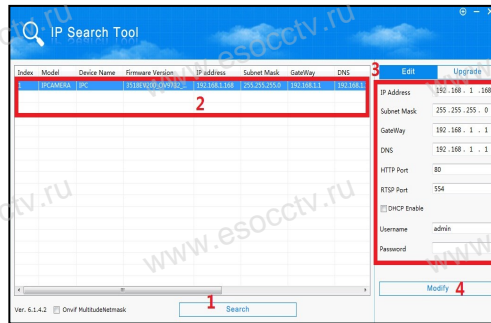 IP Search Tool
Index Model Device Name Firmware Version IP address Subnet Mask GateWay DNS
1 IPCAMERA IPC 3518EV200_OV9732_1. 192.168.1.168 255.255.255.0 192.168.1.1 192.168.1.
2
3 Edit Upgrade
IP Address 192 . 168 . 1 . 168
Subnet Mask 255 . 255 . 255 . 0
GateWay 192 . 168 . 1 . 1
DNS 192 . 168 . 1 . 1
HTTP Port 80
RTSP Port 554
DHCP Enable
Username admin
Password
Modify 4
1 Search
Ver. 6.1.4.2 Onvif MultitudeNetmask
www.esocctv.ru